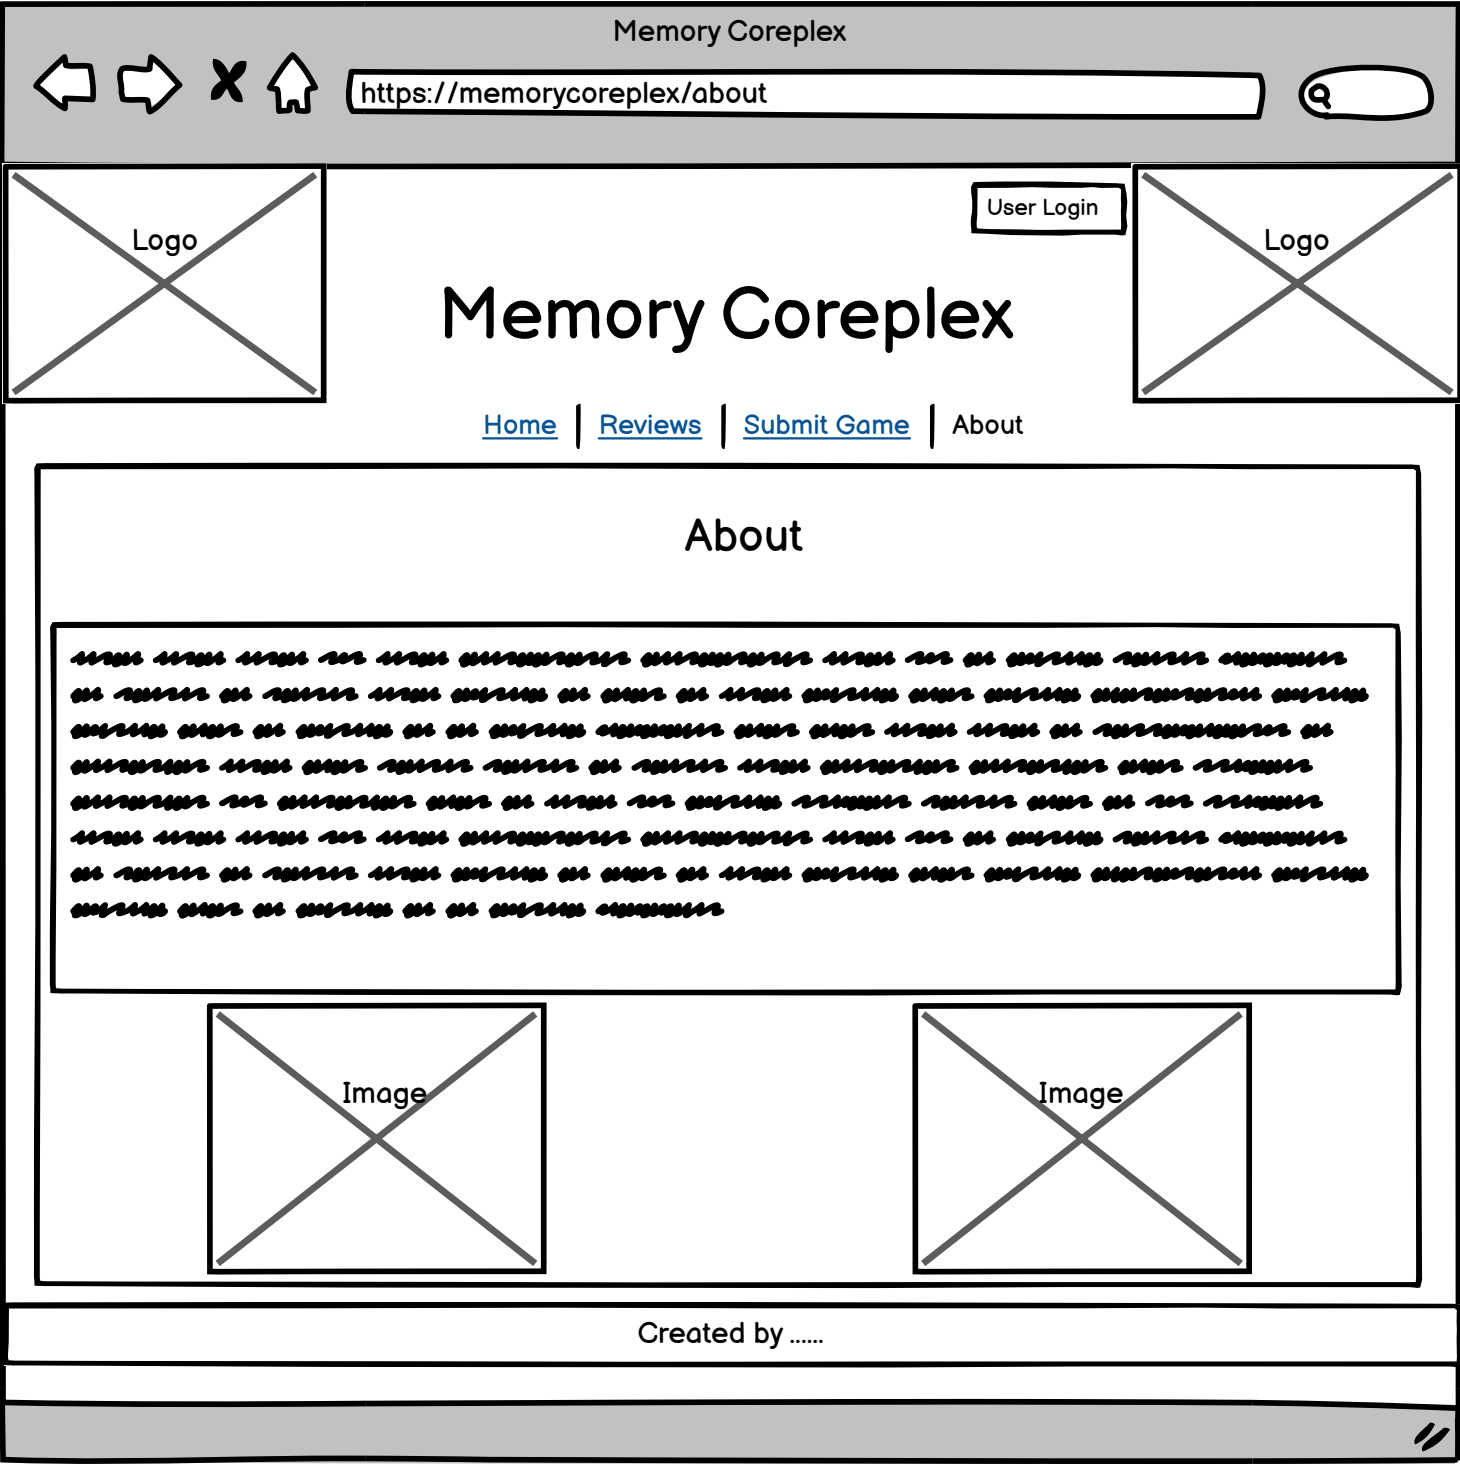 Memory Coreplex
https://memorycoreplex/about
Logo
User Login
Logo
Memory Coreplex
Home | Reviews | Submit Game | About
About
Image
Image
Created by ......